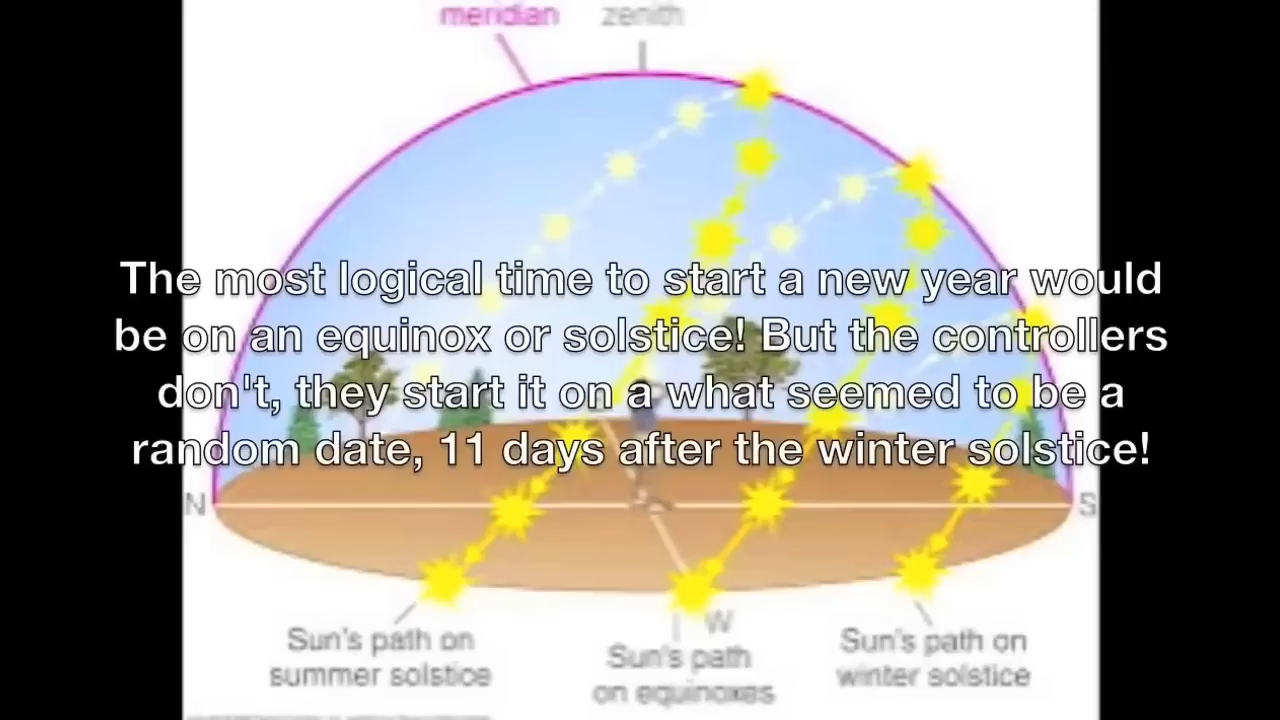 meridian zenith
The most logical time to start a new year would
be on an equinox or solstice! But the controllers
don't, they start it on a what seemed to be a
random date, 11 days after the winter solstice!
N S
W
Sun's path on
summer solstice
Sun's path
on equinoxes
Sun's path on
winter solstice